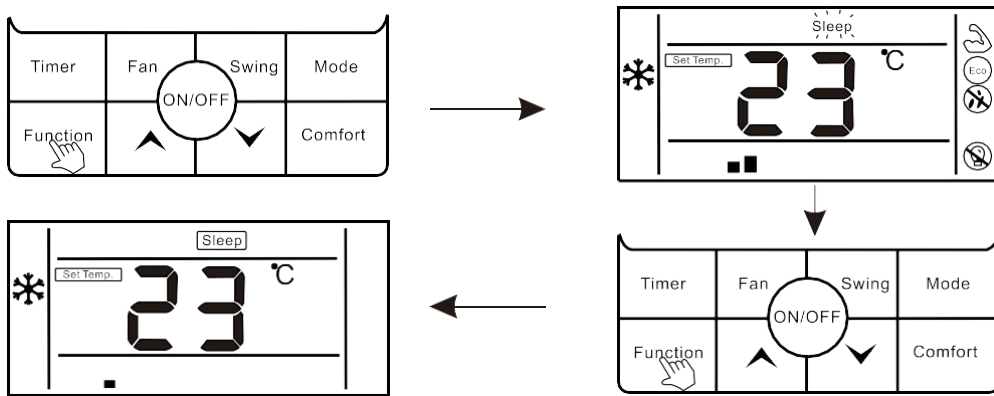 Timer Fan Swing Mode
ON/OFF
Function Comfort
Sleep
Set Temp. 23 °C
Eco
Sleep
Set Temp. 23 °C
Timer Fan Swing Mode
ON/OFF
Function Comfort